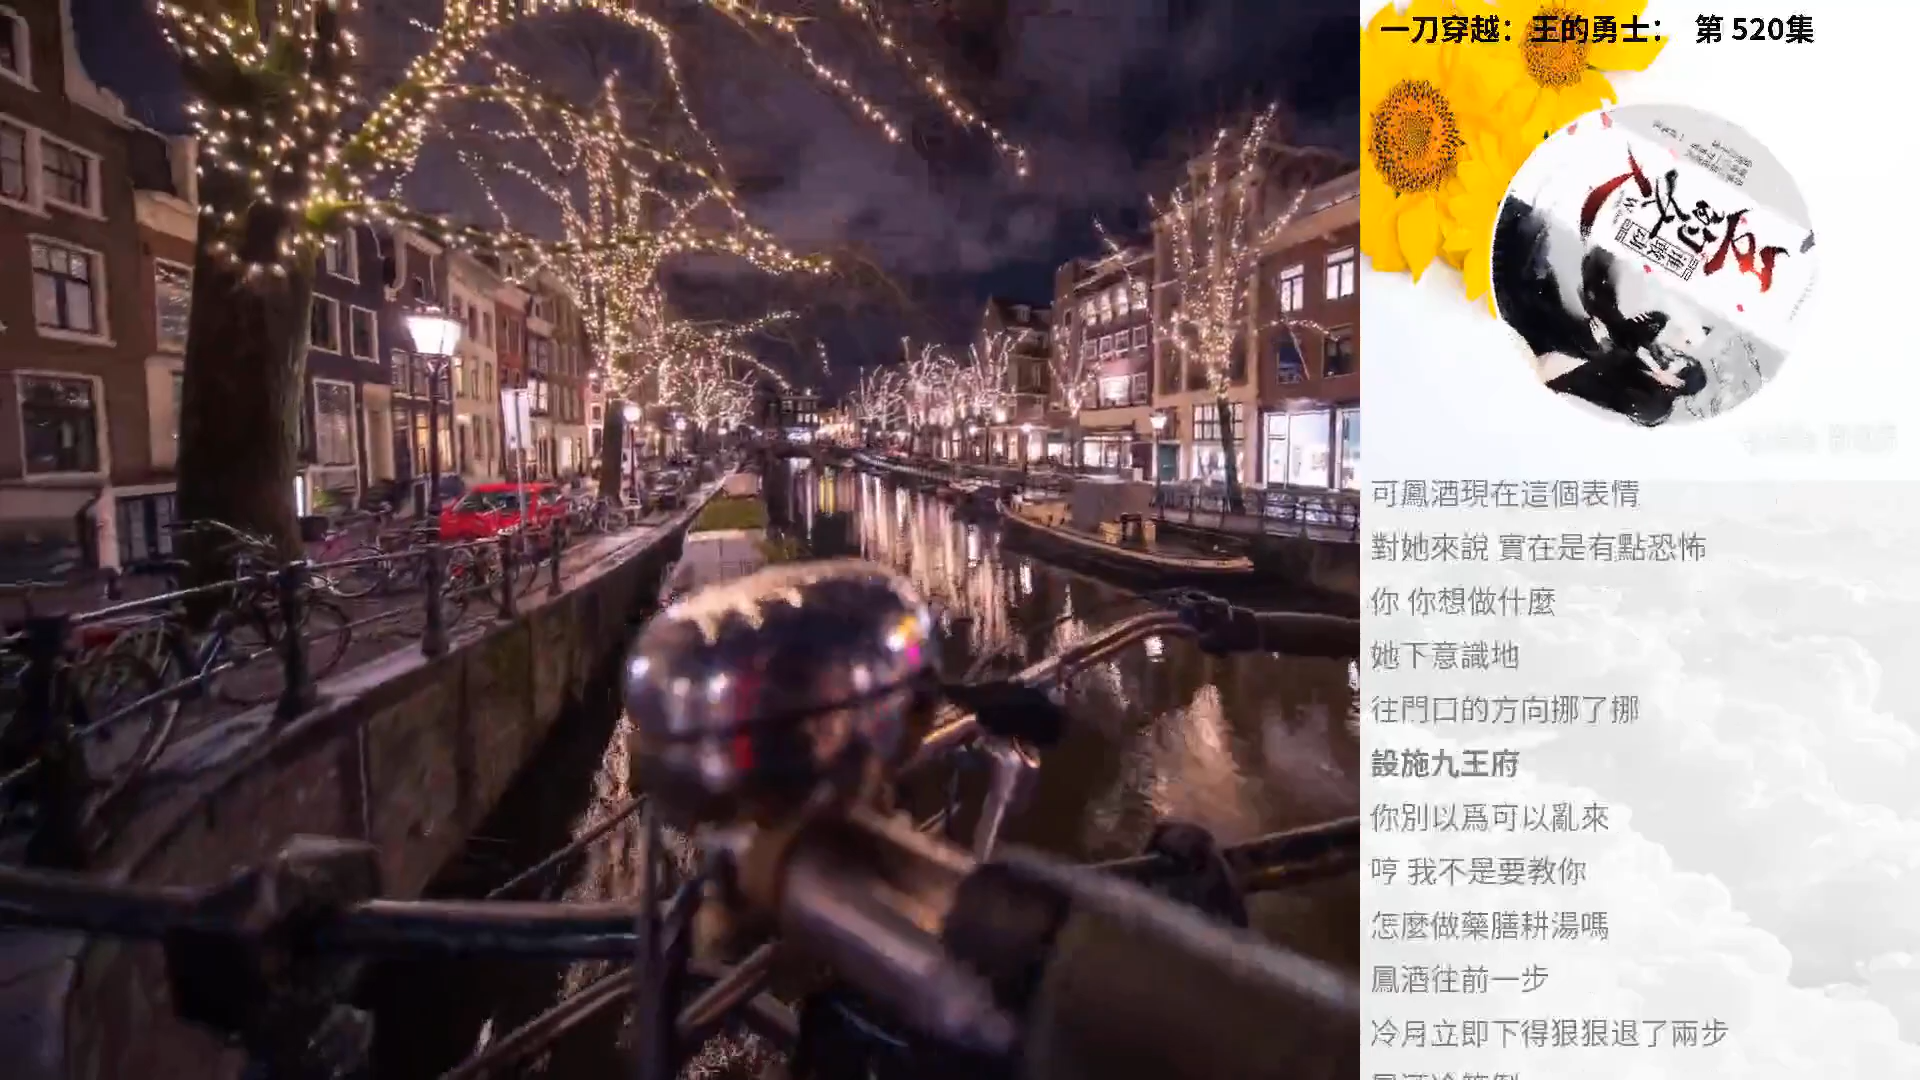 一刀穿越：王的勇士： 第 520集
可鳳酒現在這個表情
對她來說 實在是有點恐怖
你 你想做什麼
她下意識地
往門口的方向挪了挪
設施九王府
你別以爲可以亂來
哼 我不是要教你
怎麼做藥膳耕湯嗎
鳳酒往前一步
冷月立即下得狠狠退了兩步